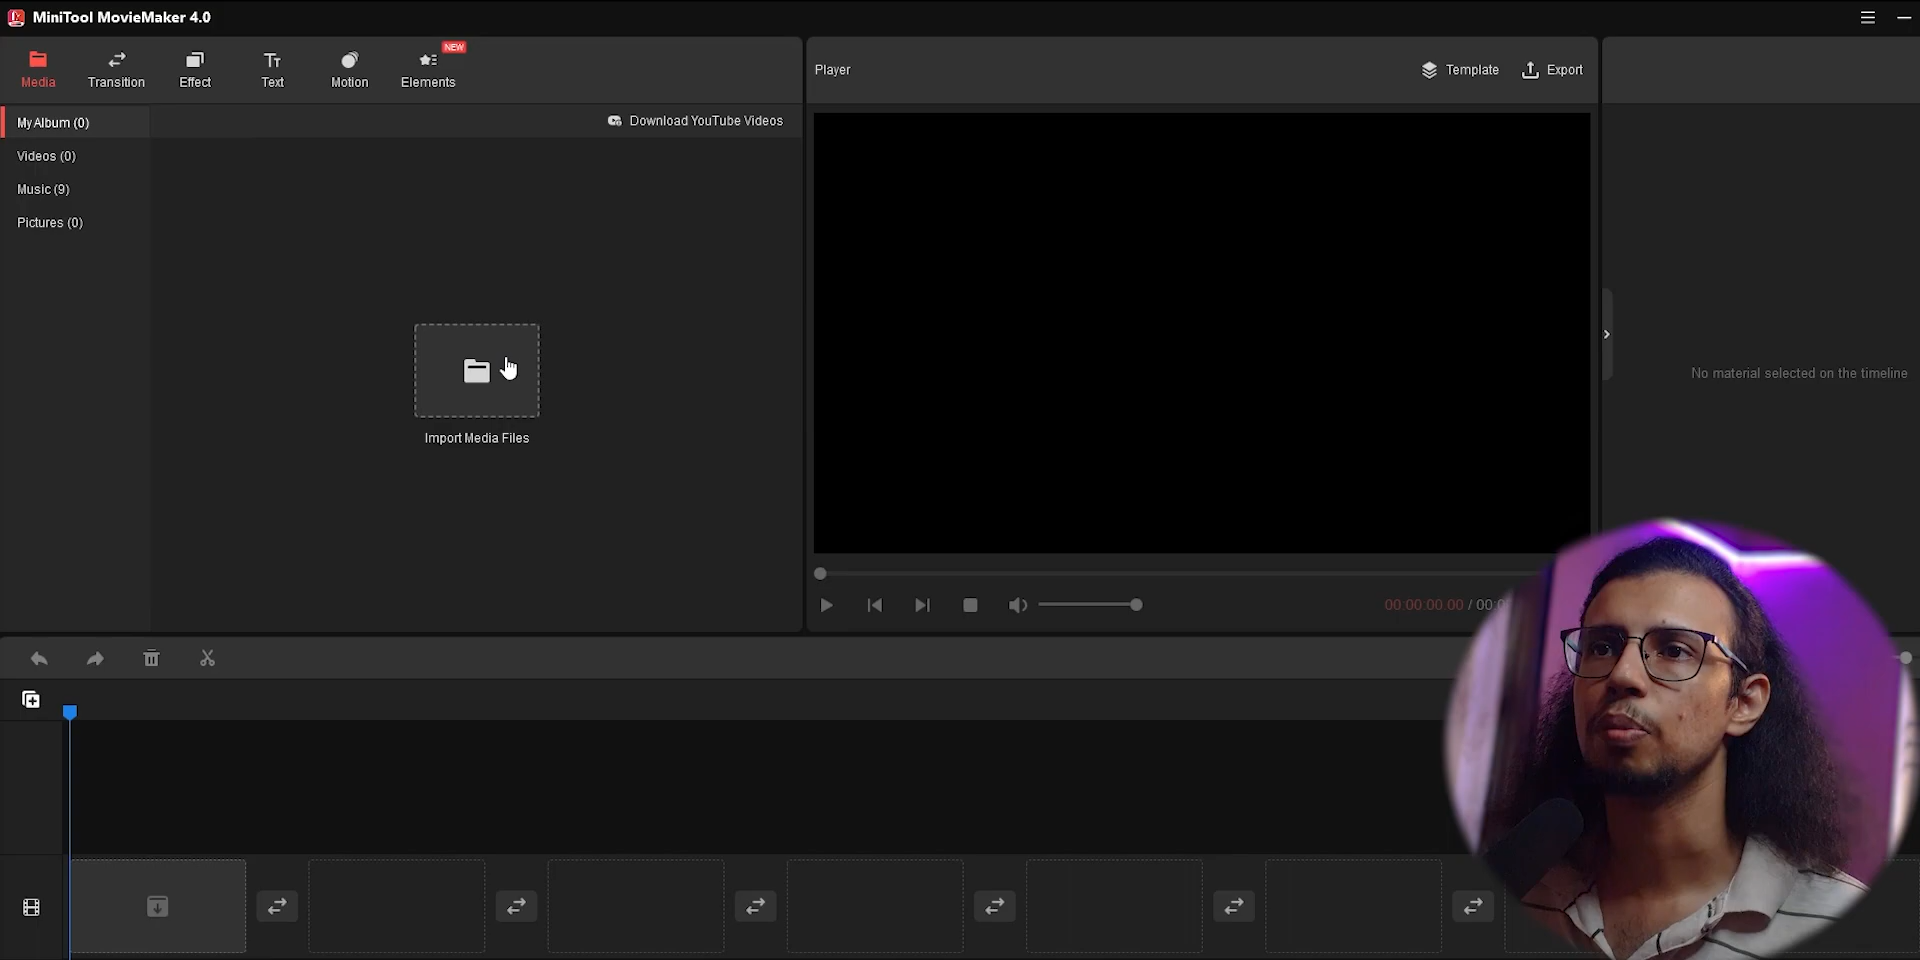 MiniTool MovieMaker 4.0
Media
Transition
Effect
Text
Motion
Elements
NEW
Player
Template
Export
My Album (0)
Download YouTube Videos
Videos (0)
Music (9)
Pictures (0)
Import Media Files
No material selected on the timeline
00:00:00.00 / 00:0